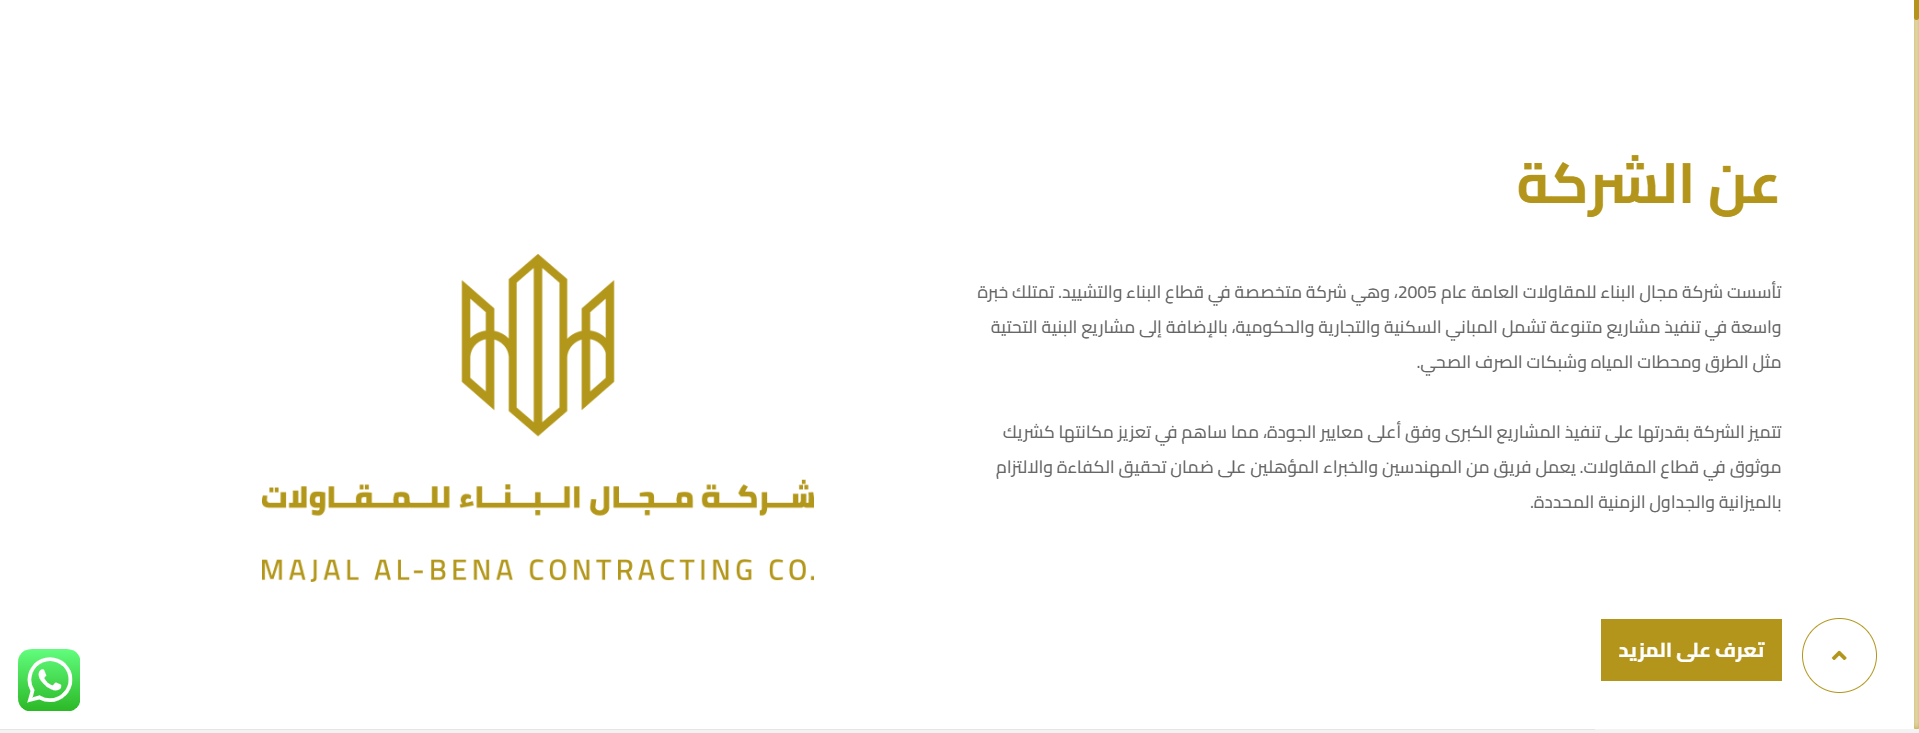 عن الشركة
تأسست شركة مجال البناء للمقاولات العامة عام 2005، وهي شركة متخصصة في قطاع البناء والتشييد. تمتلك خبرة
واسعة في تنفيذ مشاريع متنوعة تشمل المباني السكنية والتجارية والحكومية، بالإضافة إلى مشاريع البنية التحتية
مثل الطرق ومحطات المياه وشبكات الصرف الصحي.
تتميز الشركة بقدرتها على تنفيذ المشاريع الكبرى وفق أعلى معايير الجودة، مما ساهم في تعزيز مكانتها كشريك
موثوق في قطاع المقاولات. يعمل فريق من المهندسين والخبراء المؤهلين على ضمان تحقيق الكفاءة والالتزام
بالميزانية والجداول الزمنية المحددة.
تعرف على المزيد
شركة مجال البناء للمقاولات
MAJAL AL-BENA CONTRACTING CO.